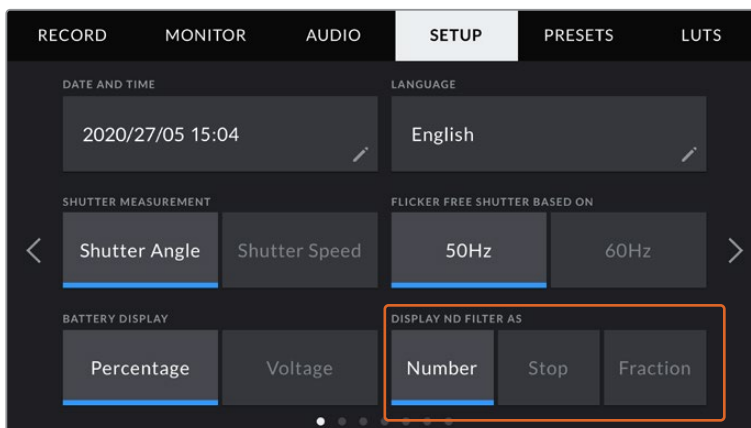 RECORD MONITOR AUDIO SETUP PRESETS LUTS
DATE AND TIME LANGUAGE
2020/27/05 15:04 English
SHUTTER MEASUREMENT FLICKER FREE SHUTTER BASED ON
Shutter Angle Shutter Speed 50Hz 60Hz
BATTERY DISPLAY DISPLAY ND FILTER AS
Percentage Voltage Number Stop Fraction